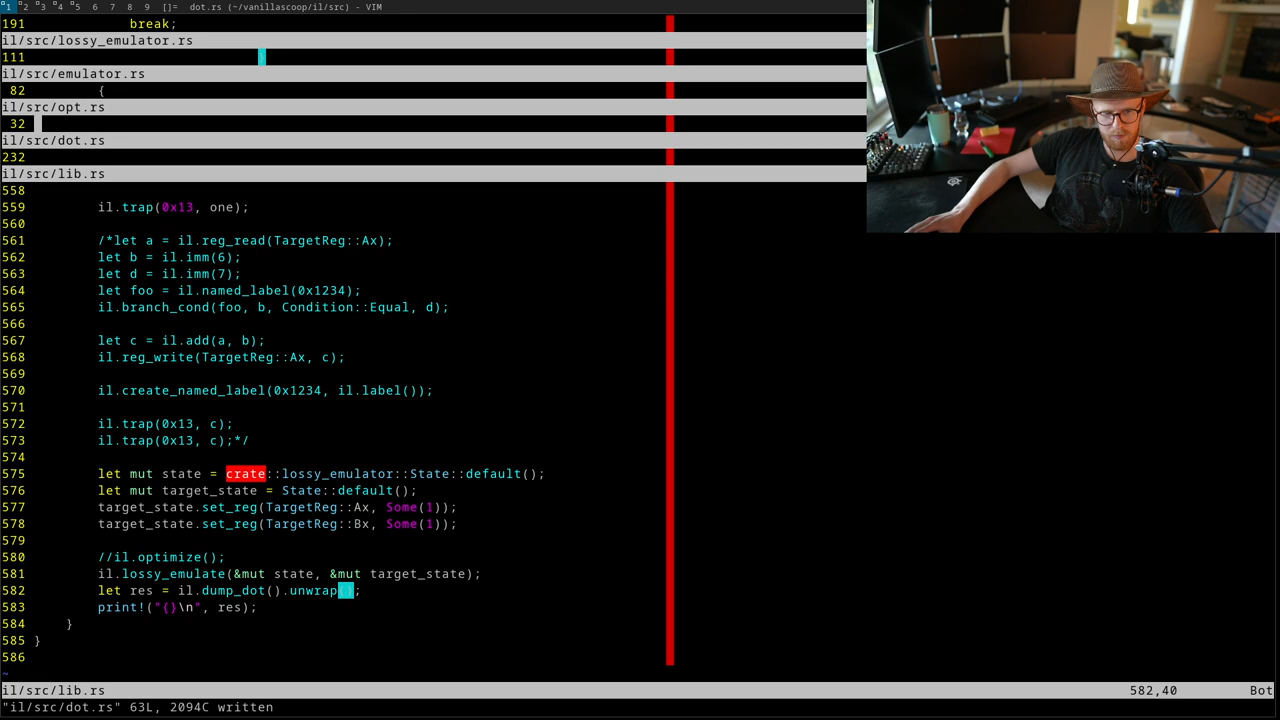 1 2 3 4 5 6 7 8 9 []= dot.rs (~/vanillascoop/il/src) - VIM
191 break;
il/src/lossy_emulator.rs
111 }
il/src/emulator.rs
82 {
il/src/opt.rs
32
il/src/dot.rs
232
il/src/lib.rs
558
559 il.trap(0x13, one);
560
561 /*let a = il.reg_read(TargetReg::Ax);
562 let b = il.imm(6);
563 let d = il.imm(7);
564 let foo = il.named_label(0x1234);
565 il.branch_cond(foo, b, Condition::Equal, d);
566
567 let c = il.add(a, b);
568 il.reg_write(TargetReg::Ax, c);
569
570 il.create_named_label(0x1234, il.label());
571
572 il.trap(0x13, c);
573 il.trap(0x13, c);*/
574
575 let mut state = crate::lossy_emulator::State::default();
576 let mut target_state = State::default();
577 target_state.set_reg(TargetReg::Ax, Some(1));
578 target_state.set_reg(TargetReg::Bx, Some(1));
579
580 //il.optimize();
581 il.lossy_emulate(&mut state, &mut target_state);
582 let res = il.dump_dot().unwrap();
583 print!("{}\n", res);
584 }
585 }
586
~
il/src/lib.rs 582,40 Bot
"il/src/dot.rs" 63L, 2094C written